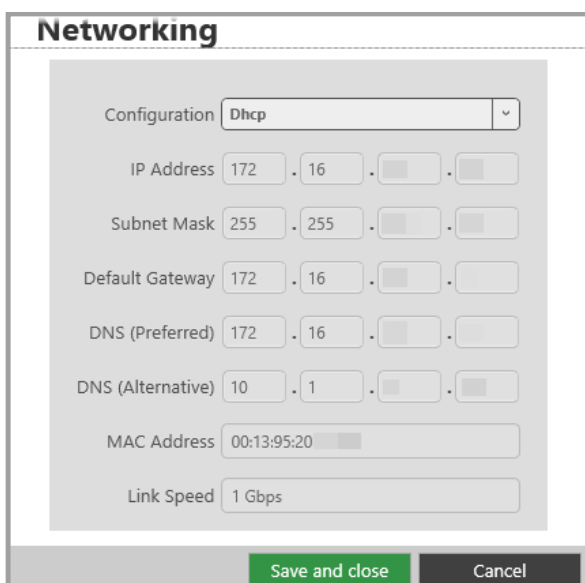 Networking
Configuration Dhcp
IP Address 172 . 16 . .
Subnet Mask 255 . 255 . .
Default Gateway 172 . 16 . .
DNS (Preferred) 172 . 16 . .
DNS (Alternative) 10 . 1 . .
MAC Address 00:13:95:20
Link Speed 1 Gbps
Save and close Cancel